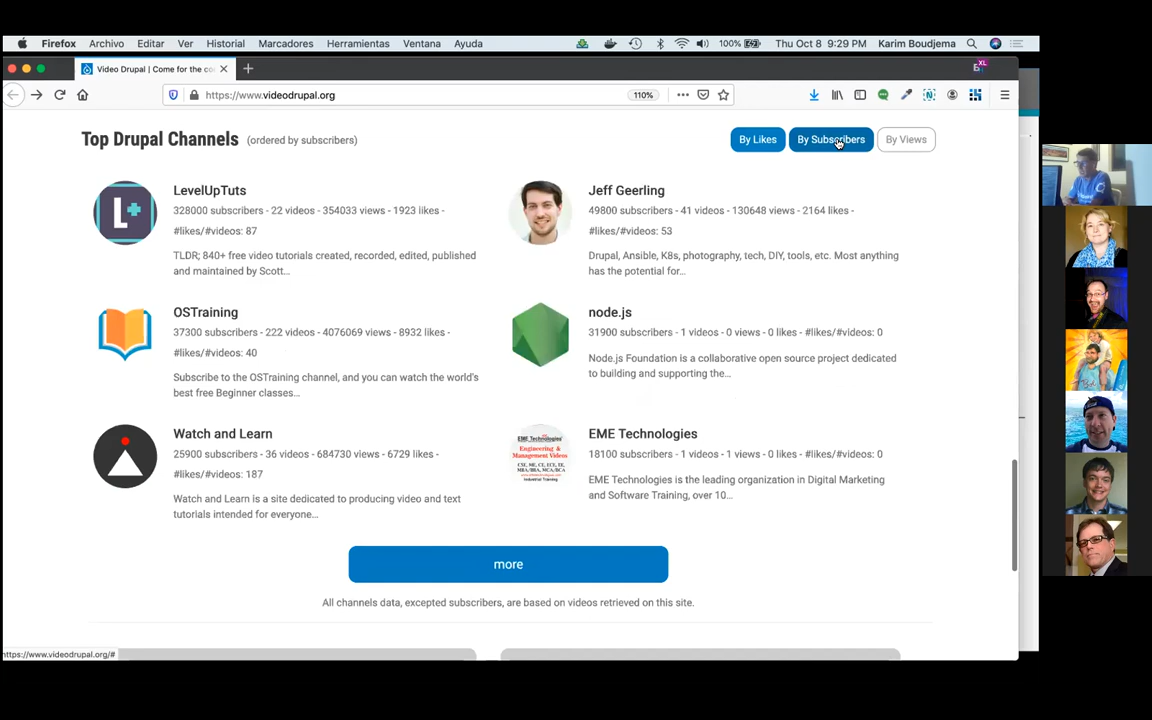 Firefox Archivo Editar Ver Historial Marcadores Herramientas Ventana Ayuda 100% Thu Oct 8 9:29 PM Karim Boudjema
Video Drupal | Come for the co
XL
https://www.videodrupal.org 110%
Top Drupal Channels (ordered by subscribers) By Likes By Subscribers By Views
LevelUpTuts
328000 subscribers - 22 videos - 354033 views - 1923 likes -
#likes/#videos: 87
TLDR; 840+ free video tutorials created, recorded, edited, published
and maintained by Scott...
Jeff Geerling
49800 subscribers - 41 videos - 130648 views - 2164 likes -
#likes/#videos: 53
Drupal, Ansible, K8s, photography, tech, DIY, tools, etc. Most anything
has the potential for...
OSTraining
37300 subscribers - 222 videos - 4076069 views - 8932 likes -
#likes/#videos: 40
Subscribe to the OSTraining channel, and you can watch the world's
best free Beginner classes...
node.js
31900 subscribers - 1 videos - 0 views - 0 likes - #likes/#videos: 0
Node.js Foundation is a collaborative open source project dedicated
to building and supporting the...
Watch and Learn
25900 subscribers - 36 videos - 684730 views - 6729 likes -
#likes/#videos: 187
Watch and Learn is a site dedicated to producing video and text
tutorials intended for everyone...
EME Technologies
Engineering &
Management Videos
EME Technologies
18100 subscribers - 1 videos - 1 views - 0 likes - #likes/#videos: 0
EME Technologies is the leading organization in Digital Marketing
and Software Training, over 10...
more
All channels data, excepted subscribers, are based on videos retrieved on this site.
https://www.videodrupal.org/#